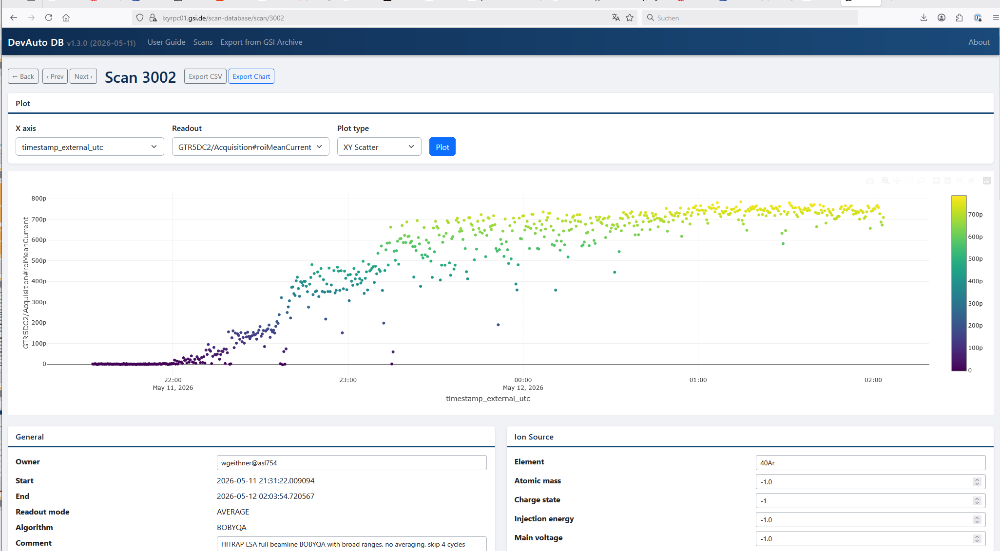 lxyrpc01.gsi.de/scan-database/scan/3002
Suchen
DevAuto DB v1.3.0 (2026-05-11) User Guide Scans Export from GSI Archive About
← Back ‹ Prev Next › Scan 3002 Export CSV Export Chart
Plot
X axis Readout Plot type
timestamp_external_utc GTR5DC2/Acquisition#roiMeanCurrent XY Scatter Plot
GTR5DC2/Acquisition#roiMeanCurrent
800p
700p
600p
500p
400p
300p
200p
100p
0
22:00 23:00 00:00 01:00 02:00
May 11, 2026 May 12, 2026
timestamp_external_utc
700p
600p
500p
400p
300p
200p
100p
0
General
Owner wgeithner@asl754
Start 2026-05-11 21:31:22.009094
End 2026-05-12 02:03:54.720567
Readout mode AVERAGE
Algorithm BOBYQA
Comment HITRAP LSA full beamline BOBYQA with broad ranges, no averaging, skip 4 cycles
Ion Source
Element 40Ar
Atomic mass -1.0
Charge state -1
Injection energy -1.0
Main voltage -1.0